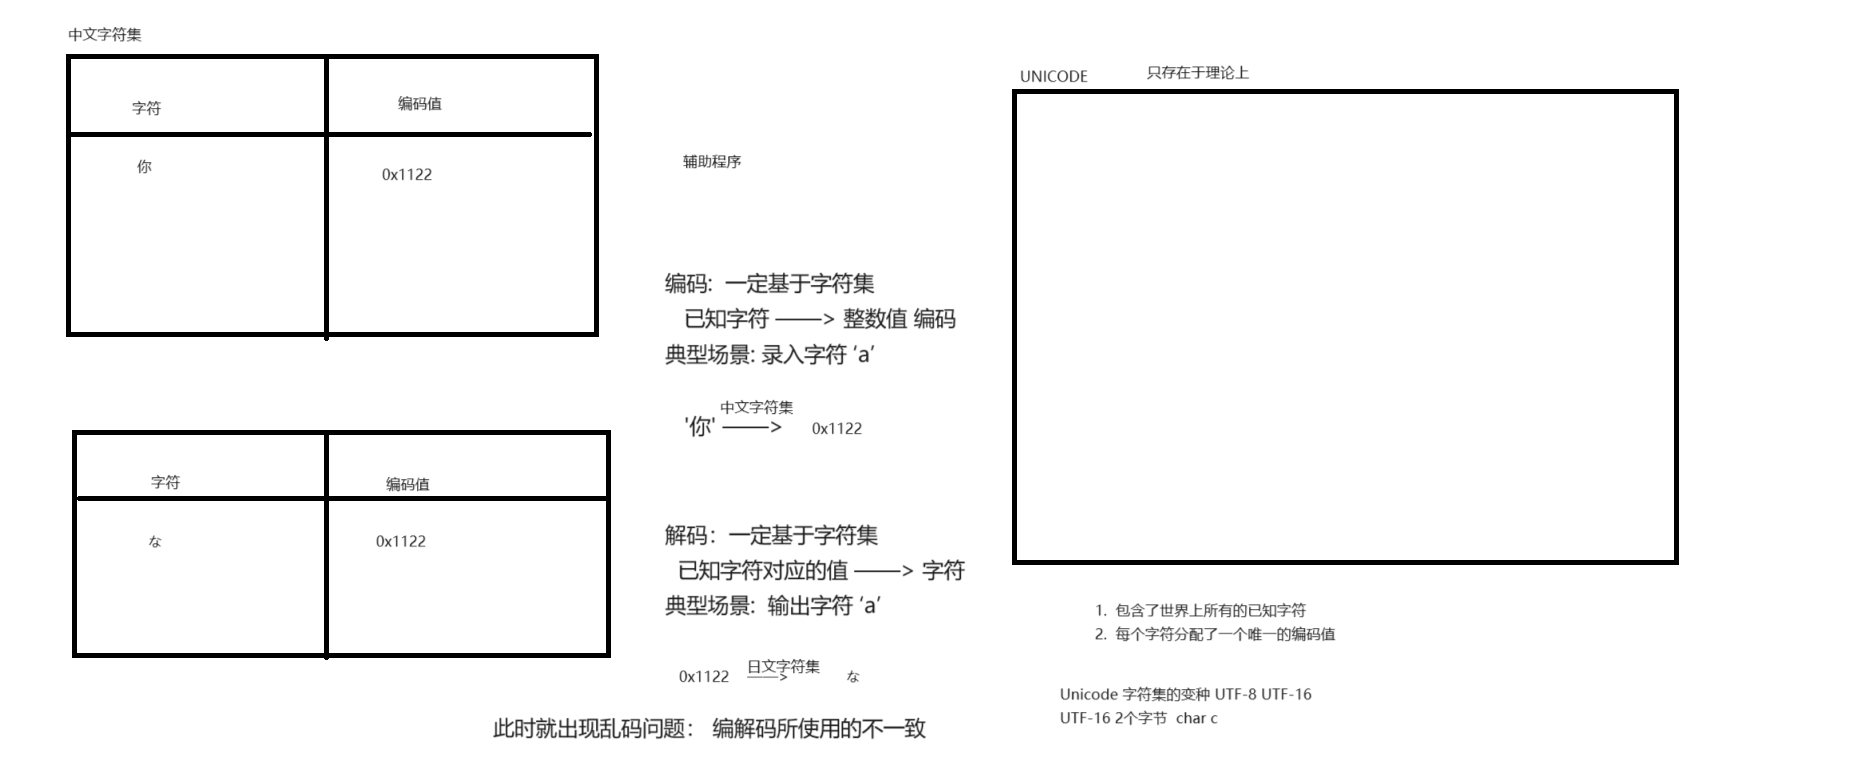 中文字符集
字符 编码值
你 0x1122
字符 编码值
な 0x1122
辅助程序
编码: 一定基于字符集
已知字符 ——> 整数值 编码
典型场景: 录入字符 ‘a’
中文字符集
'你' ——> 0x1122
解码： 一定基于字符集
已知字符对应的值 ——> 字符
典型场景: 输出字符 ‘a’
日文字符集
0x1122 ——> な
此时就出现乱码问题： 编解码所使用的不一致
UNICODE 只存在于理论上
1. 包含了世界上所有的已知字符
2. 每个字符分配了一个唯一的编码值
Unicode 字符集的变种 UTF-8 UTF-16
UTF-16 2个字节 char c